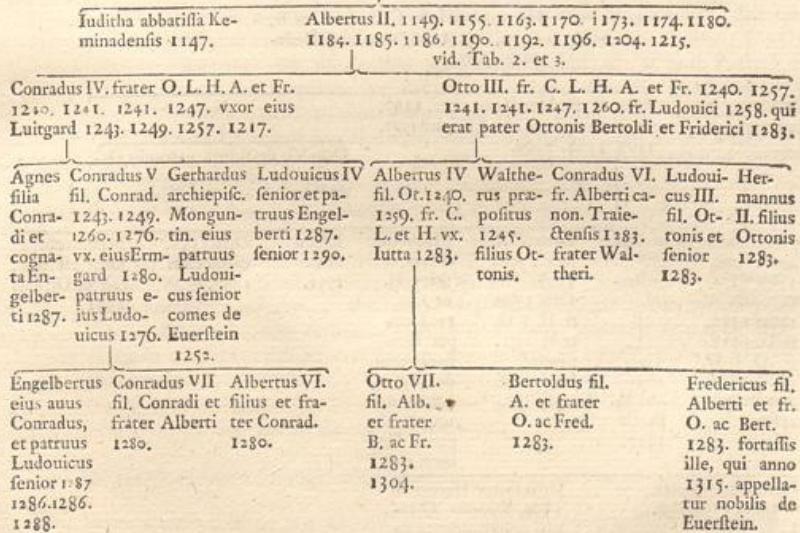 Iuditha abbatissa Ke-
minadensis 1147.
Albertus II. 1149. 1155. 1163. 1170. 1173. 1174. 1180.
1184. 1185. 1186. 1190. 1192. 1196. 1204. 1215.
vid. Tab. 2. et 3.
Conradus IV. frater O. L. H. A. et Fr.
1240. 1241. 1241. 1247. vxor eius
Luitgard 1243. 1249. 1257. 1217.
Otto III. fr. C. L. H. A. et Fr. 1240. 1257.
1241. 1241. 1247. 1260. fr. Ludouici 1258. qui
erat pater Ottonis Bertoldi et Friderici 1283.
Agnes
filia
Conra-
di et
cogna-
ta En-
gelber-
ti 1287.
Conradus V
fil. Conrad.
1243. 1249.
1260. 1276.
vx. eius Erm-
gard 1280.
patruus e-
ius Ludo-
uicus 1276.
Gerhardus
archiepisc.
Mongun-
tin. eius
patruus
Ludoui-
cus senior
comes de
Euerstein
1252.
Ludouicus IV
senior et pa-
truus Engel-
berti 1287.
senior 1290.
Albertus IV
fil. Ot. 1240.
1259. fr. C.
L. et H. vx.
Iutta 1283.
Walthe-
rus præ-
positus
1245.
filius Ot-
tonis.
Conradus VI.
fr. Alberti ca-
non. Traie-
ctensis 1283.
frater Wal-
theri.
Ludoui-
cus III.
fil. Ot-
tonis et
senior
1283.
Her-
mannus
II. filius
Ottonis
1283.
Engelbertus
eius auus
Conradus,
et patruus
Ludouicus
senior 1287
1286. 1286.
1288.
Conradus VII
fil. Conradi et
frater Alberti
1280.
Albertus VI.
filius et fra-
ter Conrad.
1280.
Otto VII.
fil. Alb.
et frater
B. ac Fr.
1283.
1304.
Bertoldus fil.
A. et frater
O. ac Fred.
1283.
Fredericus fil.
Alberti et fr.
O. ac Bert.
1283. fortassis
ille, qui anno
1315. appella-
tur nobilis de
Euerstein.